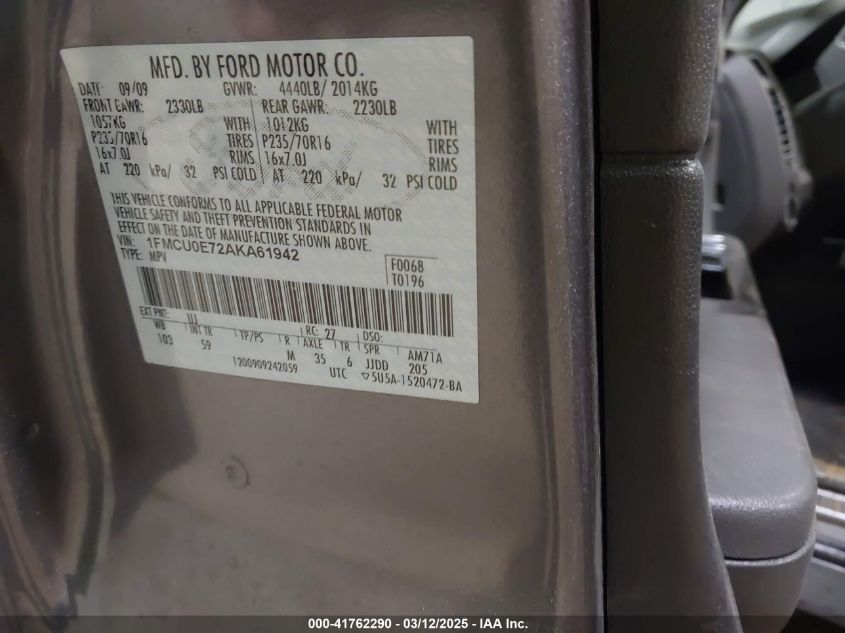 MFD. BY FORD MOTOR CO.
DATE: 09/09 GVWR: 4440LB/ 2014KG
FRONT GAWR: 2330LB REAR GAWR: 2230LB
1057KG WITH 1012KG WITH
P235/70R16 TIRES P235/70R16 TIRES
16x7.0J RIMS 16x7.0J RIMS
AT 220 kPa/ 32 PSI COLD AT 220 kPa/ 32 PSI COLD
THIS VEHICLE CONFORMS TO ALL APPLICABLE FEDERAL MOTOR
VEHICLE SAFETY AND THEFT PREVENTION STANDARDS IN
EFFECT ON THE DATE OF MANUFACTURE SHOWN ABOVE.
VIN: 1FMCU0E72AKA61942
TYPE: MPV
F0068
T0196
EXT PNT: UJ RC: 27 DSO:
WB INT TR TP/PS R AXLE TR SPR AM71A
103 59 M 35 6 JJDD 205
1200909242059 UTC ▽5U5A-1520472-BA
000-41762290 - 03/12/2025 - IAAI Inc.